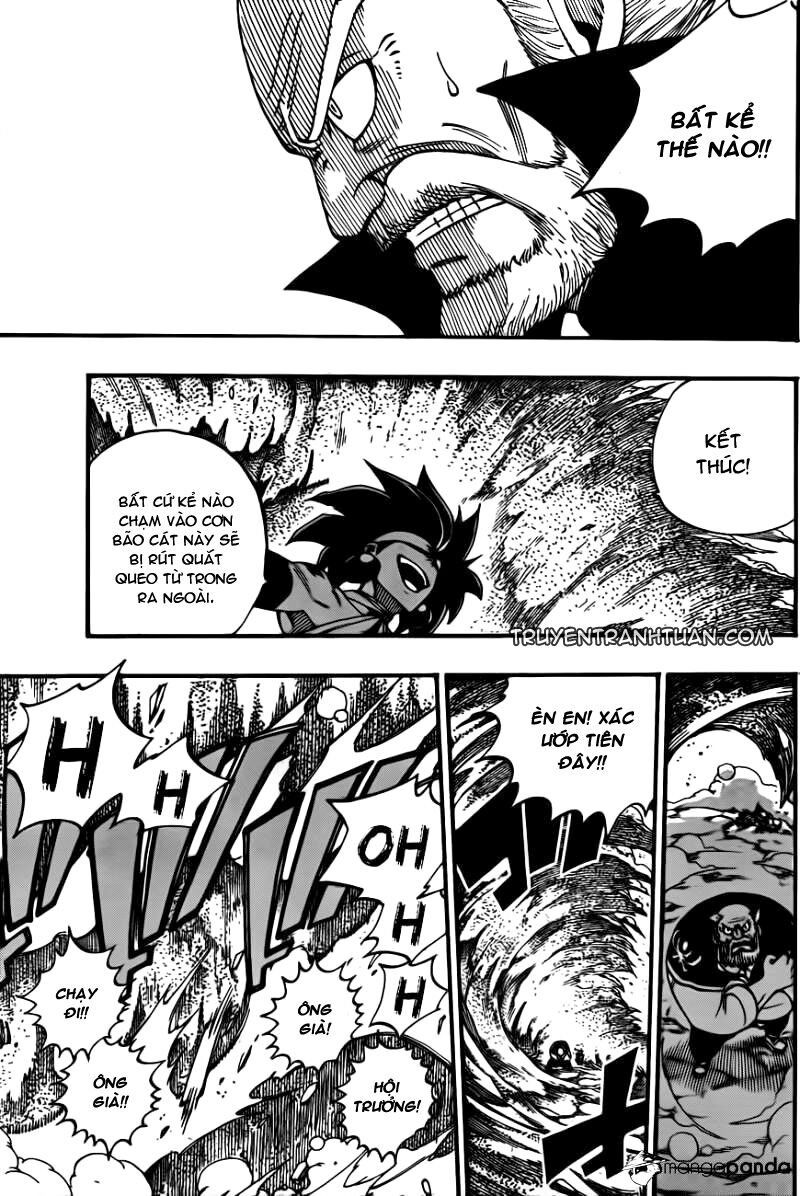 BẤT KỂ
THẾ NÀO!!
KẾT
THÚC!
BẤT CỨ KẺ NÀO
CHẠM VÀO CƠN
BÃO CÁT NÀY SẼ
BỊ RÚT QUẤT
QUEO TỪ TRONG
RA NGOÀI.
TRUYENTRANHTUAN.COM
ÈN EN! XÁC
ƯỚP TIÊN
ĐÂY!!
OH
H
H
H
H
ÔNG
GIÀ!
HỘI
TRƯỞNG!
CHẠY
ĐI!!
ÔNG
GIÀ!!
mangapanda